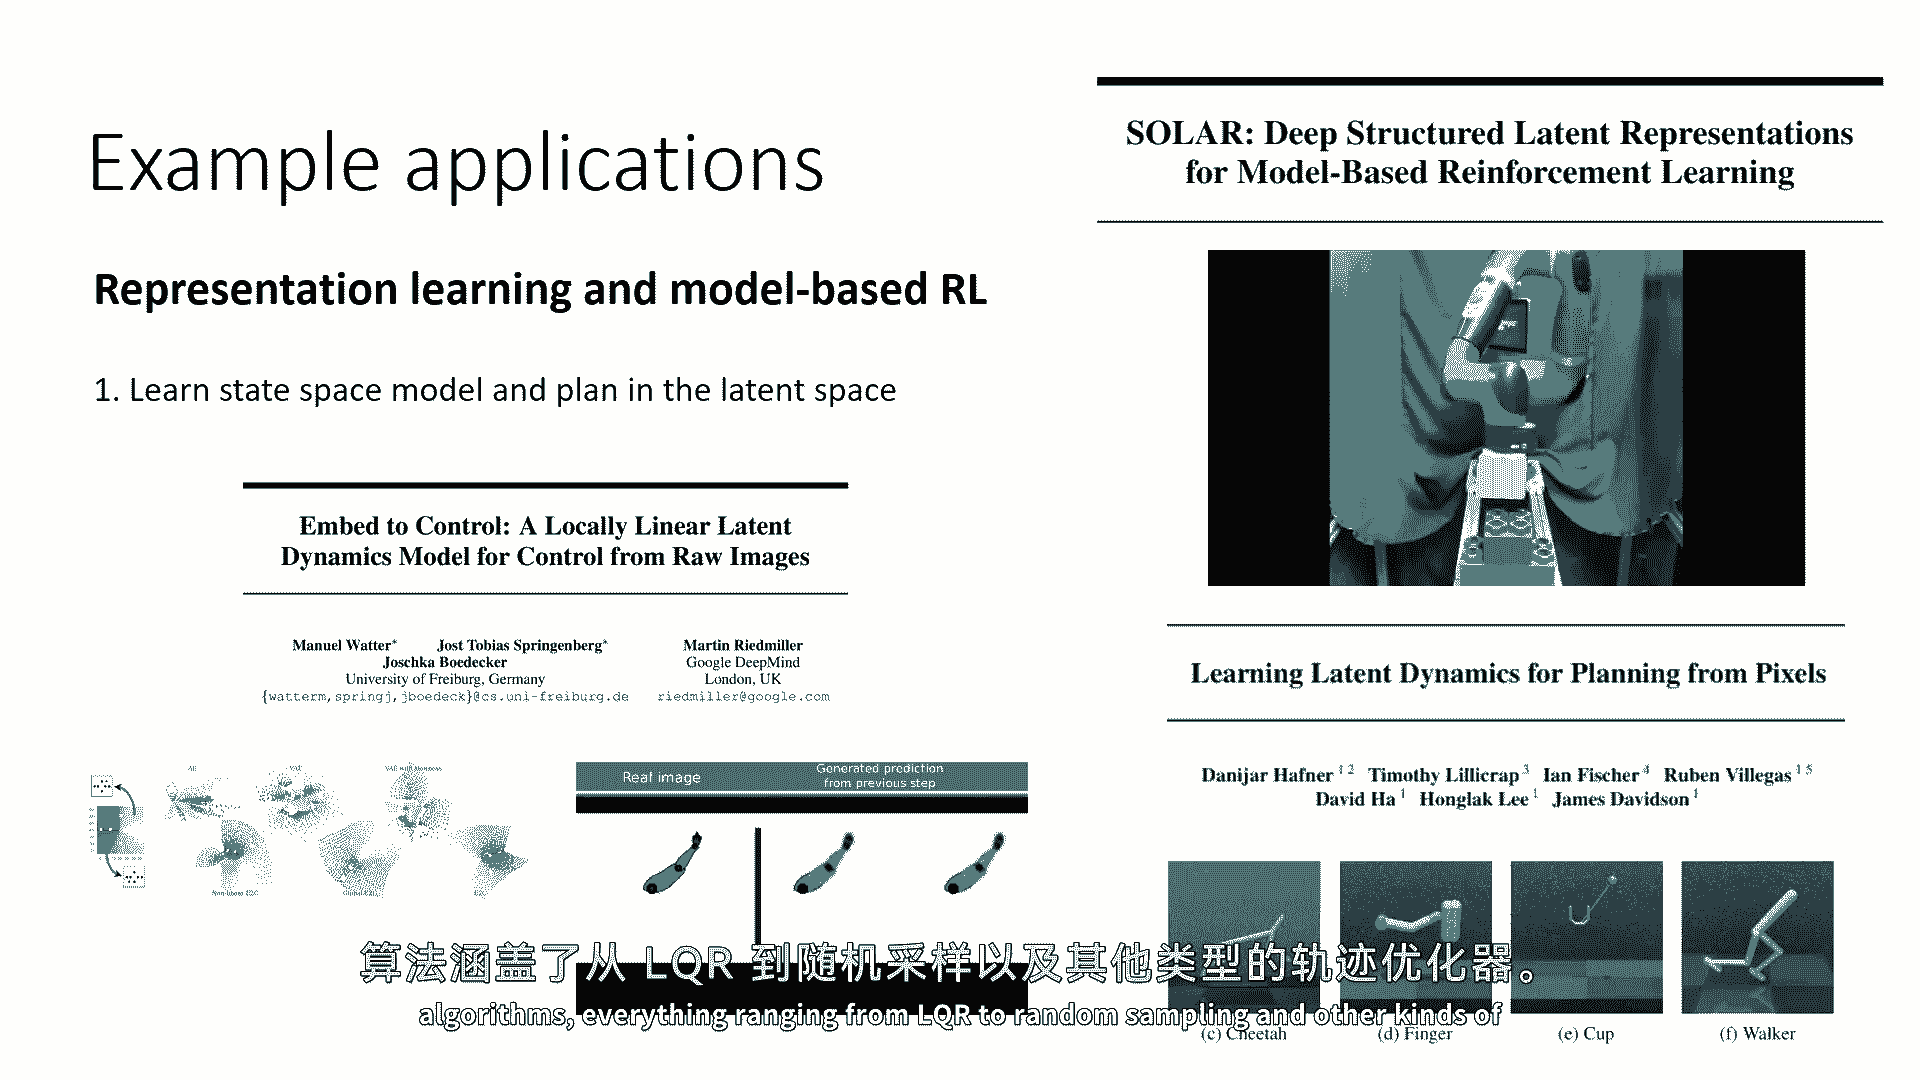 Example applications
Representation learning and model-based RL
1. Learn state space model and plan in the latent space
Embed to Control: A Locally Linear Latent
Dynamics Model for Control from Raw Images
Manuel Watter* Jost Tobias Springenberg* Martin Riedmiller
Joschka Boedecker Google DeepMind
University of Freiburg, Germany London, UK
{watterm,springj,jboedeck}@cs.uni-freiburg.de riedmiller@google.com
AE VAE
Real image
Generated prediction
from previous step
SOLAR: Deep Structured Latent Representations
for Model-Based Reinforcement Learning
Learning Latent Dynamics for Planning from Pixels
Danijar Hafner 1 2 Timothy Lillicrap 3 Ian Fischer 4 Ruben Villegas 1 5
David Ha 1 Honglak Lee 1 James Davidson 1
(c) Cheetah (d) Finger (e) Cup (f) Walker
算法涵盖了从 LQR 到随机采样以及其他类型的轨迹优化器。
algorithms, everything ranging from LQR to random sampling and other kinds of